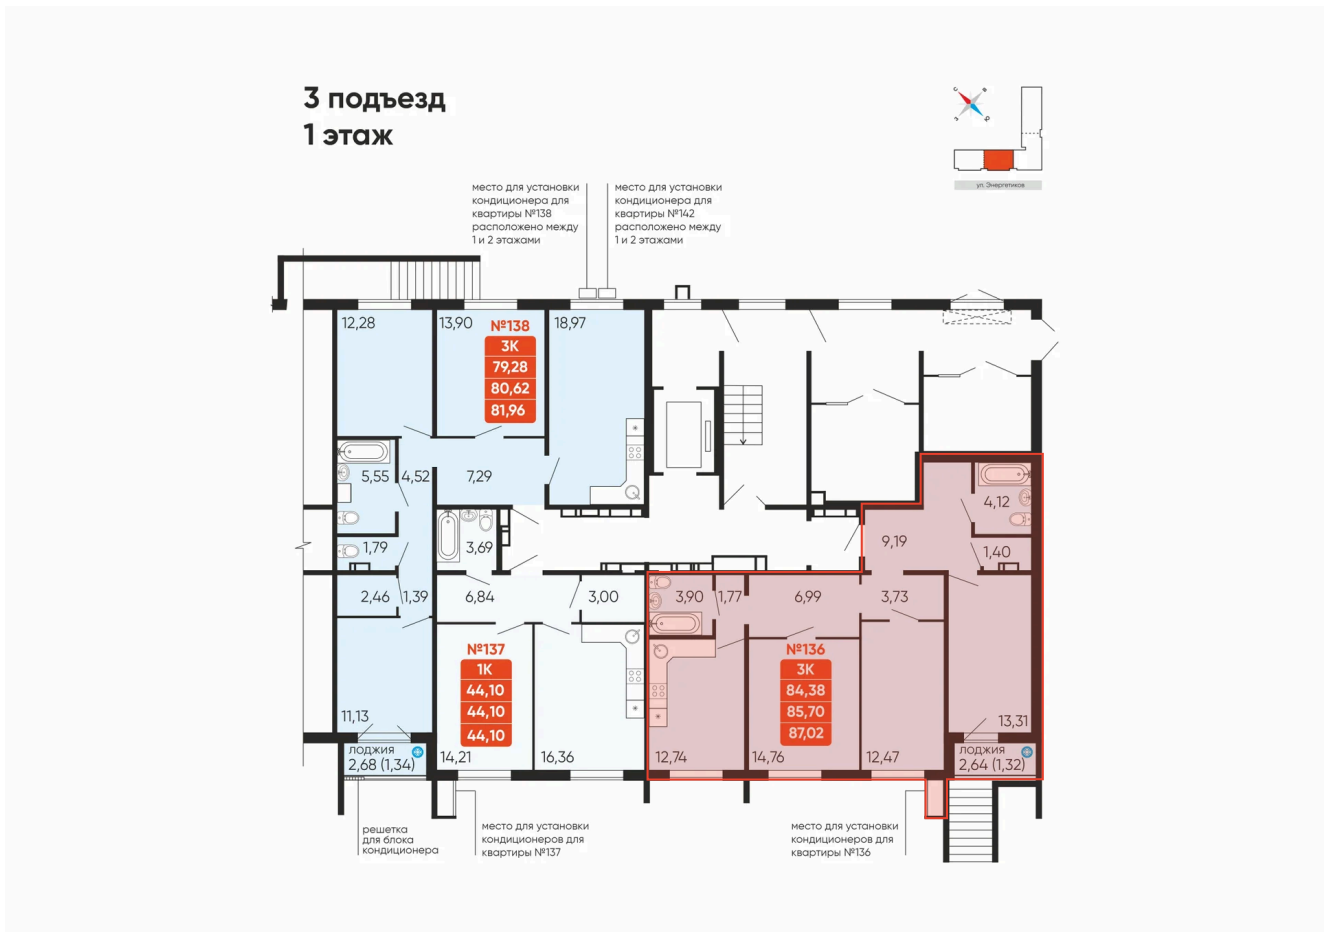 3 подъезд
1 этаж
С
В
З
Ю
ул. Энергетиков
место для установки
кондиционера для
квартиры №138
расположено между
1 и 2 этажами
место для установки
кондиционера для
квартиры №142
расположено между
1 и 2 этажами
12,28
13,90
№138
3К
79,28
80,62
81,96
18,97
5,55
4,52
7,29
4,12
1,79
3,69
9,19
1,40
2,46
1,39
6,84
3,00
3,90
1,77
6,99
3,73
№137
1К
44,10
44,10
44,10
№136
3К
84,38
85,70
87,02
11,13
13,31
14,21
16,36
12,74
14,76
12,47
ЛОДЖИЯ
2,68 (1,34)
ЛОДЖИЯ
2,64 (1,32)
решетка
для блока
кондиционера
место для установки
кондиционеров для
квартиры №137
место для установки
кондиционеров для
квартиры №136